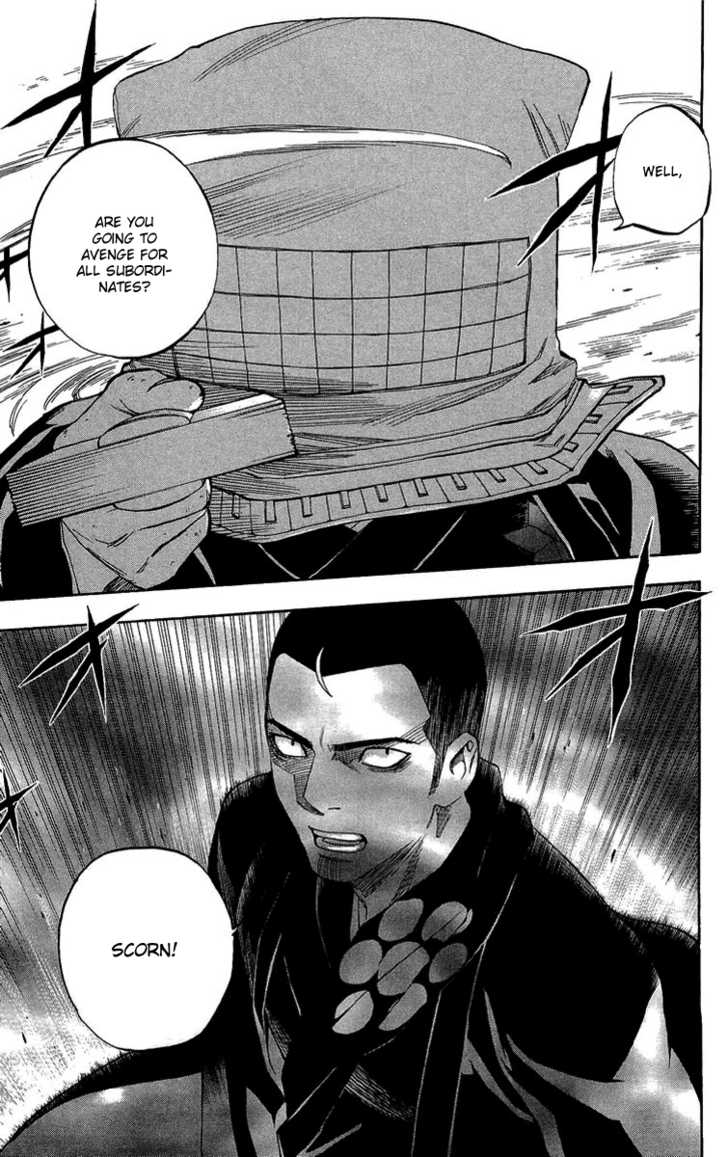 WELL,
ARE YOU
GOING TO
AVENGE FOR
ALL SUBORDI-
NATES?
SCORN!